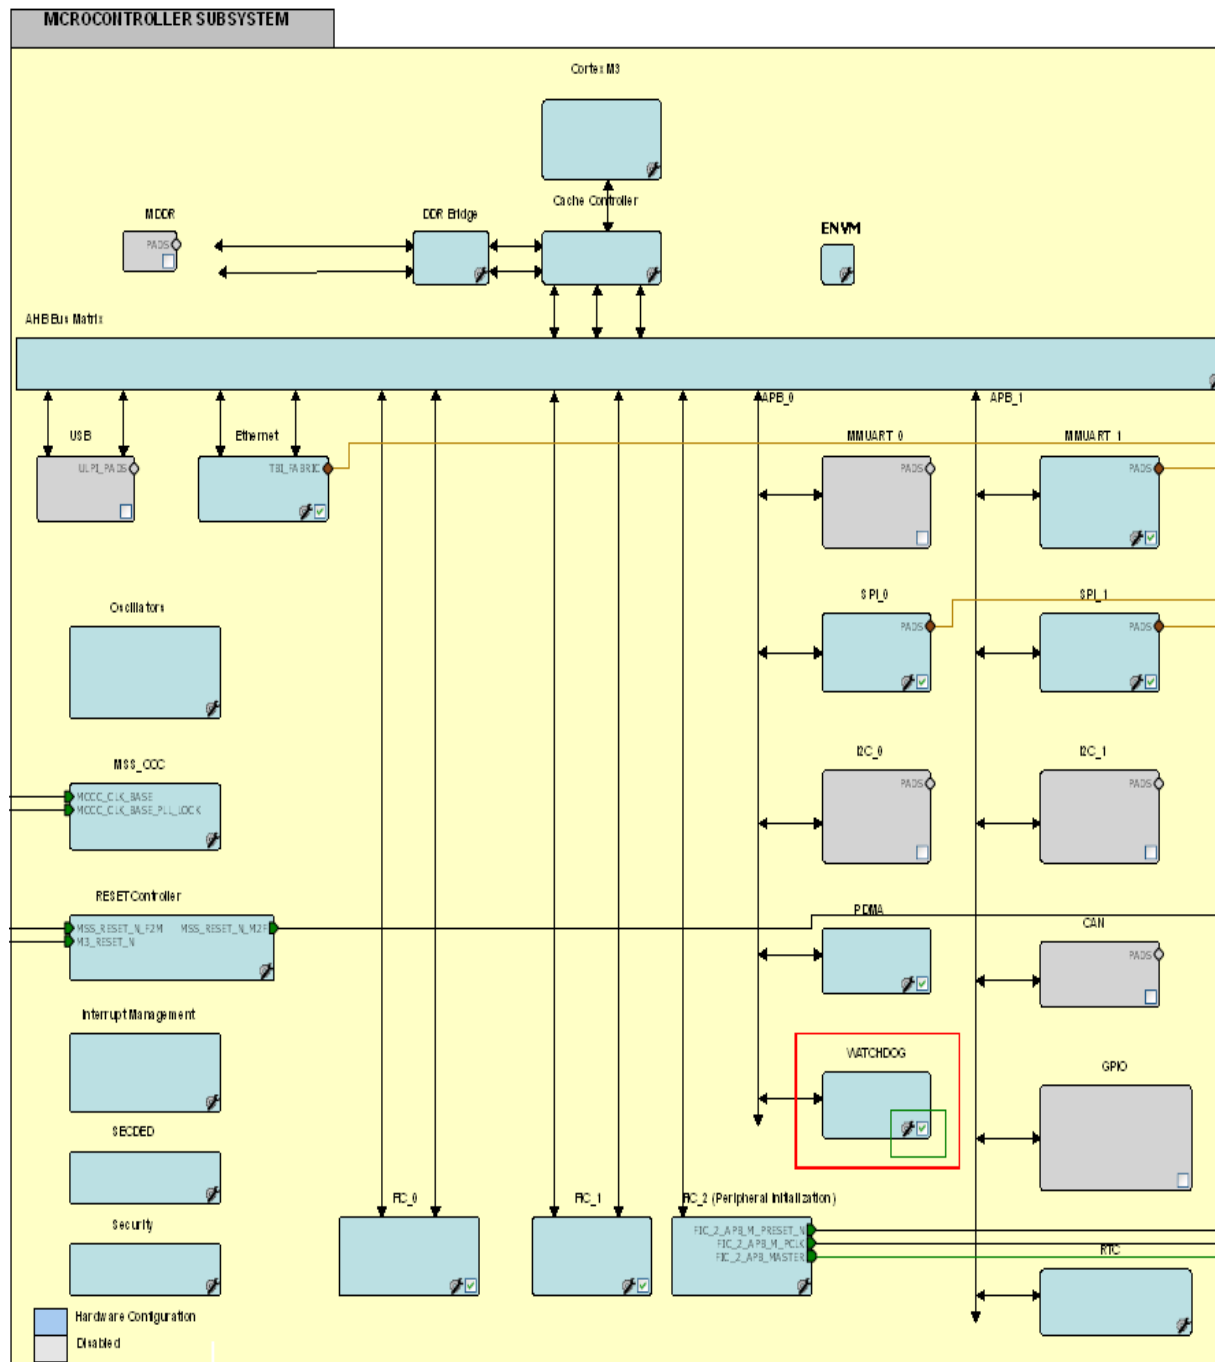 MICROCONTROLLER SUBSYSTEM
Cortex M3
Cache Controller
MDDR
PADS
DDR Bridge
ENVM
AHB Bus Matrix
APB_0
APB_1
USB
ULPI_PADS
Ethernet
TBI_FABRIC
MMUART_0
PADS
MMUART_1
PADS
Oscillators
SPI_0
PADS
SPI_1
PADS
MSS_CCC
MCCC_CLK_BASE
MCCC_CLK_BASE_PLL_LOCK
I2C_0
PADS
I2C_1
PADS
RESET Controller
MSS_RESET_N_F2M MSS_RESET_N_M2F
M3_RESET_N
PDMA
CAN
PADS
Interrupt Management
WATCHDOG
GPIO
SECDED
Security
FIC_0
FIC_1
FIC_2 (Peripheral Initialization)
FIC_2_APB_M_PRESET_N
FIC_2_APB_M_PCLK
FIC_2_APB_MASTER
RTC
Hardware Configuration
Disabled